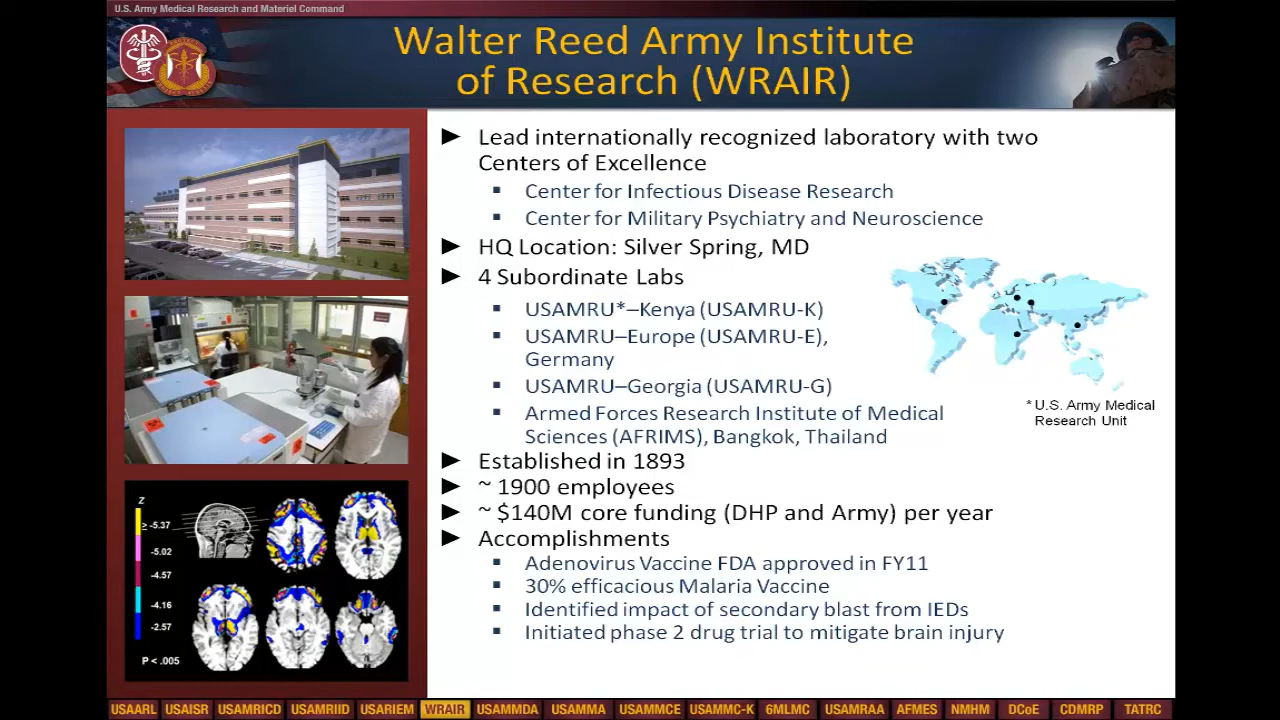 U.S. Army Medical Research and Materiel Command
Walter Reed Army Institute
of Research (WRAIR)
► Lead internationally recognized laboratory with two
Centers of Excellence
▪ Center for Infectious Disease Research
▪ Center for Military Psychiatry and Neuroscience
► HQ Location: Silver Spring, MD
► 4 Subordinate Labs
▪ USAMRU*–Kenya (USAMRU-K)
▪ USAMRU–Europe (USAMRU-E),
Germany
▪ USAMRU–Georgia (USAMRU-G)
▪ Armed Forces Research Institute of Medical
Sciences (AFRIMS), Bangkok, Thailand
* U.S. Army Medical
Research Unit
► Established in 1893
► ~ 1900 employees
► ~ $140M core funding (DHP and Army) per year
► Accomplishments
▪ Adenovirus Vaccine FDA approved in FY11
▪ 30% efficacious Malaria Vaccine
▪ Identified impact of secondary blast from IEDs
▪ Initiated phase 2 drug trial to mitigate brain injury
Z
≥ -5.37
-5.02
-4.57
-4.16
-2.57
P < .005
USAARL USAISR USAMRICD USAMRIID USARIEM WRAIR USAMMDA USAMMA USAMMCE USAMMC-K 6MLMC USAMRAA AFMES NMHM DCoE CDMRP TATRC